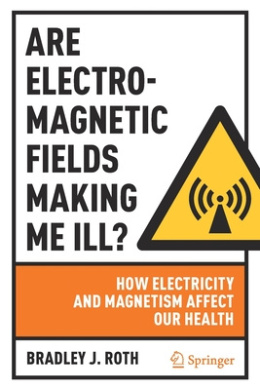 ARE
ELECTRO-
MAGNETIC
FIELDS
MAKING
ME ILL?
HOW ELECTRICITY
AND MAGNETISM AFFECT
OUR HEALTH
BRADLEY J. ROTH
Springer